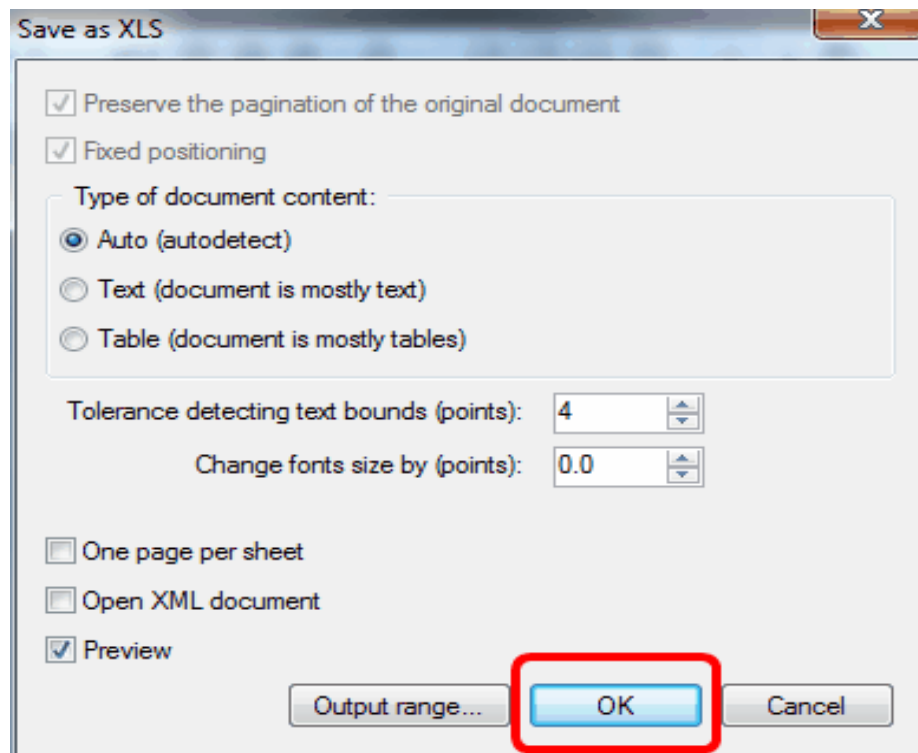 Save as XLS
Preserve the pagination of the original document
Fixed positioning
Type of document content:
Auto (autodetect)
Text (document is mostly text)
Table (document is mostly tables)
Tolerance detecting text bounds (points): 4
Change fonts size by (points): 0.0
One page per sheet
Open XML document
Preview
Output range... OK Cancel